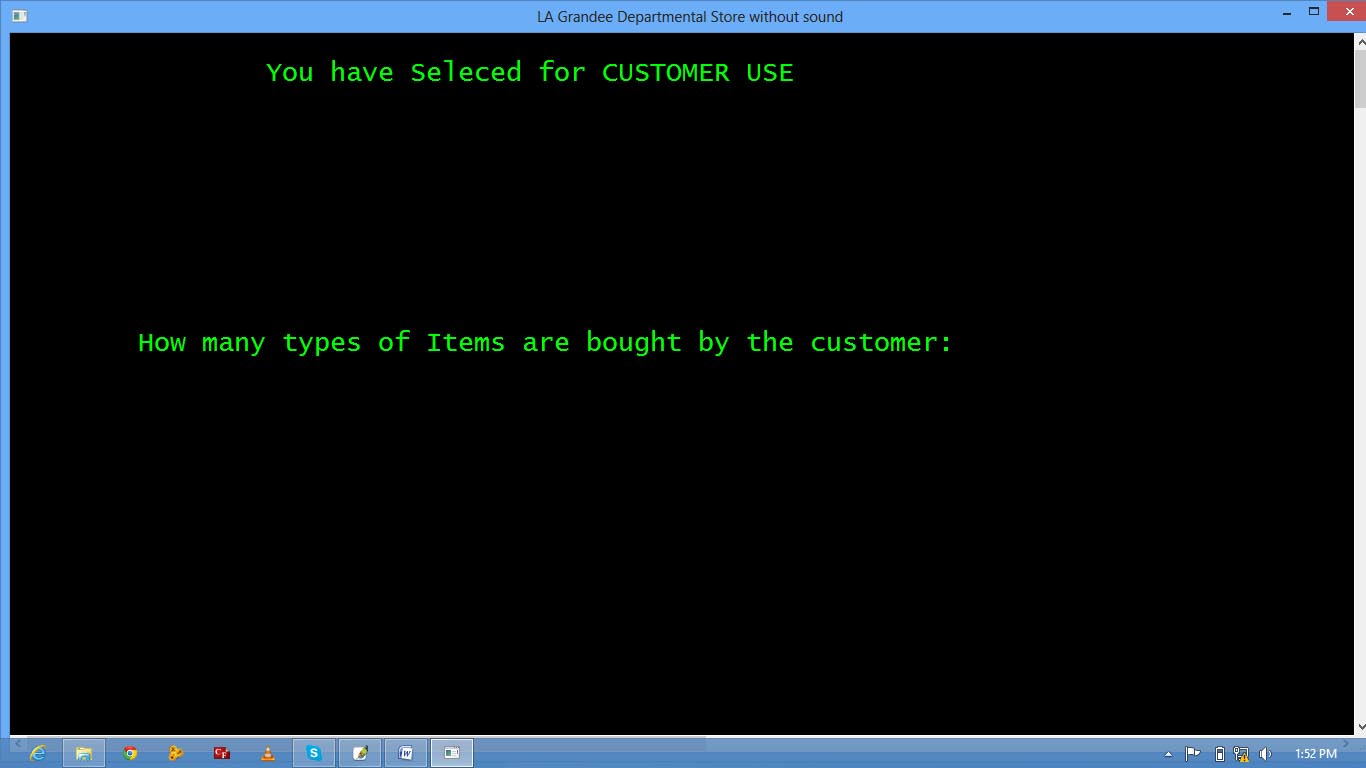 LA Grandee Departmental Store without sound
You have Seleced for CUSTOMER USE
How many types of Items are bought by the customer:
1:52 PM